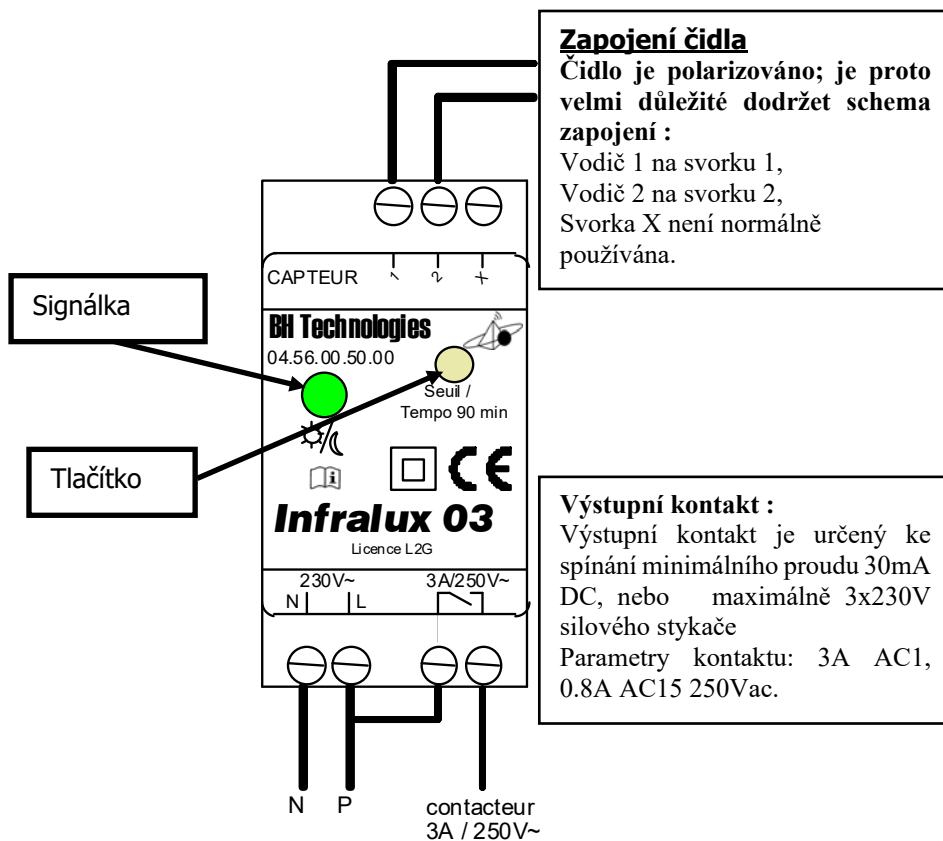 Zapojení čidla
Čidlo je polarizováno; je proto
velmi důležité dodržet schema
zapojení :
Vodič 1 na svorku 1,
Vodič 2 na svorku 2,
Svorka X není normálně
používána.
CAPTEUR 1 2 X
Signálka
BH Technologies
04.56.00.50.00
Seuil /
Tempo 90 min
Tlačítko
CE
Infralux 03
Licence L2G
230V~ 3A/250V~
N L
Výstupní kontakt :
Výstupní kontakt je určený ke
spínání minimálního proudu 30mA
DC, nebo maximálně 3x230V
silového stykače
Parametry kontaktu: 3A AC1,
0.8A AC15 250Vac.
N P
contacteur
3A / 250V~